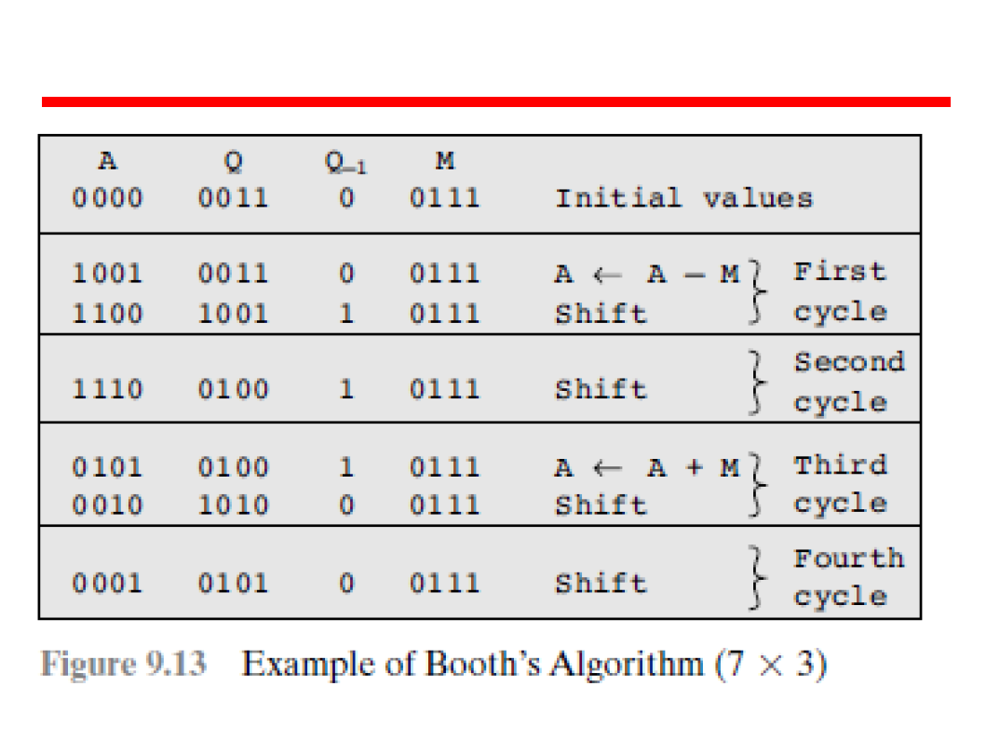 A Q Q₋₁ M
0000 0011 0 0111 Initial values
1001 0011 0 0111 A ← A − M } First
1100 1001 1 0111 Shift cycle
Second
1110 0100 1 0111 Shift } cycle
0101 0100 1 0111 A ← A + M } Third
0010 1010 0 0111 Shift cycle
Fourth
0001 0101 0 0111 Shift } cycle
Figure 9.13 Example of Booth's Algorithm (7 × 3)